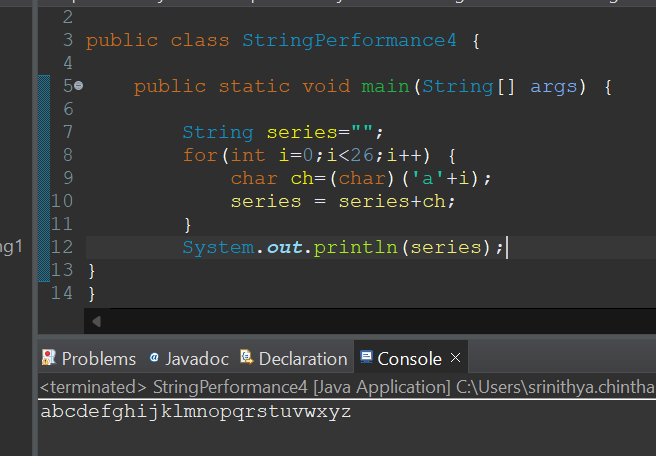 2
3 public class StringPerformance4 {
4
5 public static void main(String[] args) {
6
7 String series="";
8 for(int i=0;i<26;i++) {
9 char ch=(char)('a'+i);
10 series = series+ch;
11 }
ng1
12 System.out.println(series);
13 }
14 }
Problems @ Javadoc Declaration Console ×
<terminated> StringPerformance4 [Java Application] C:\Users\srinithya.chintha
abcdefghijklmnopqrstuvwxyz